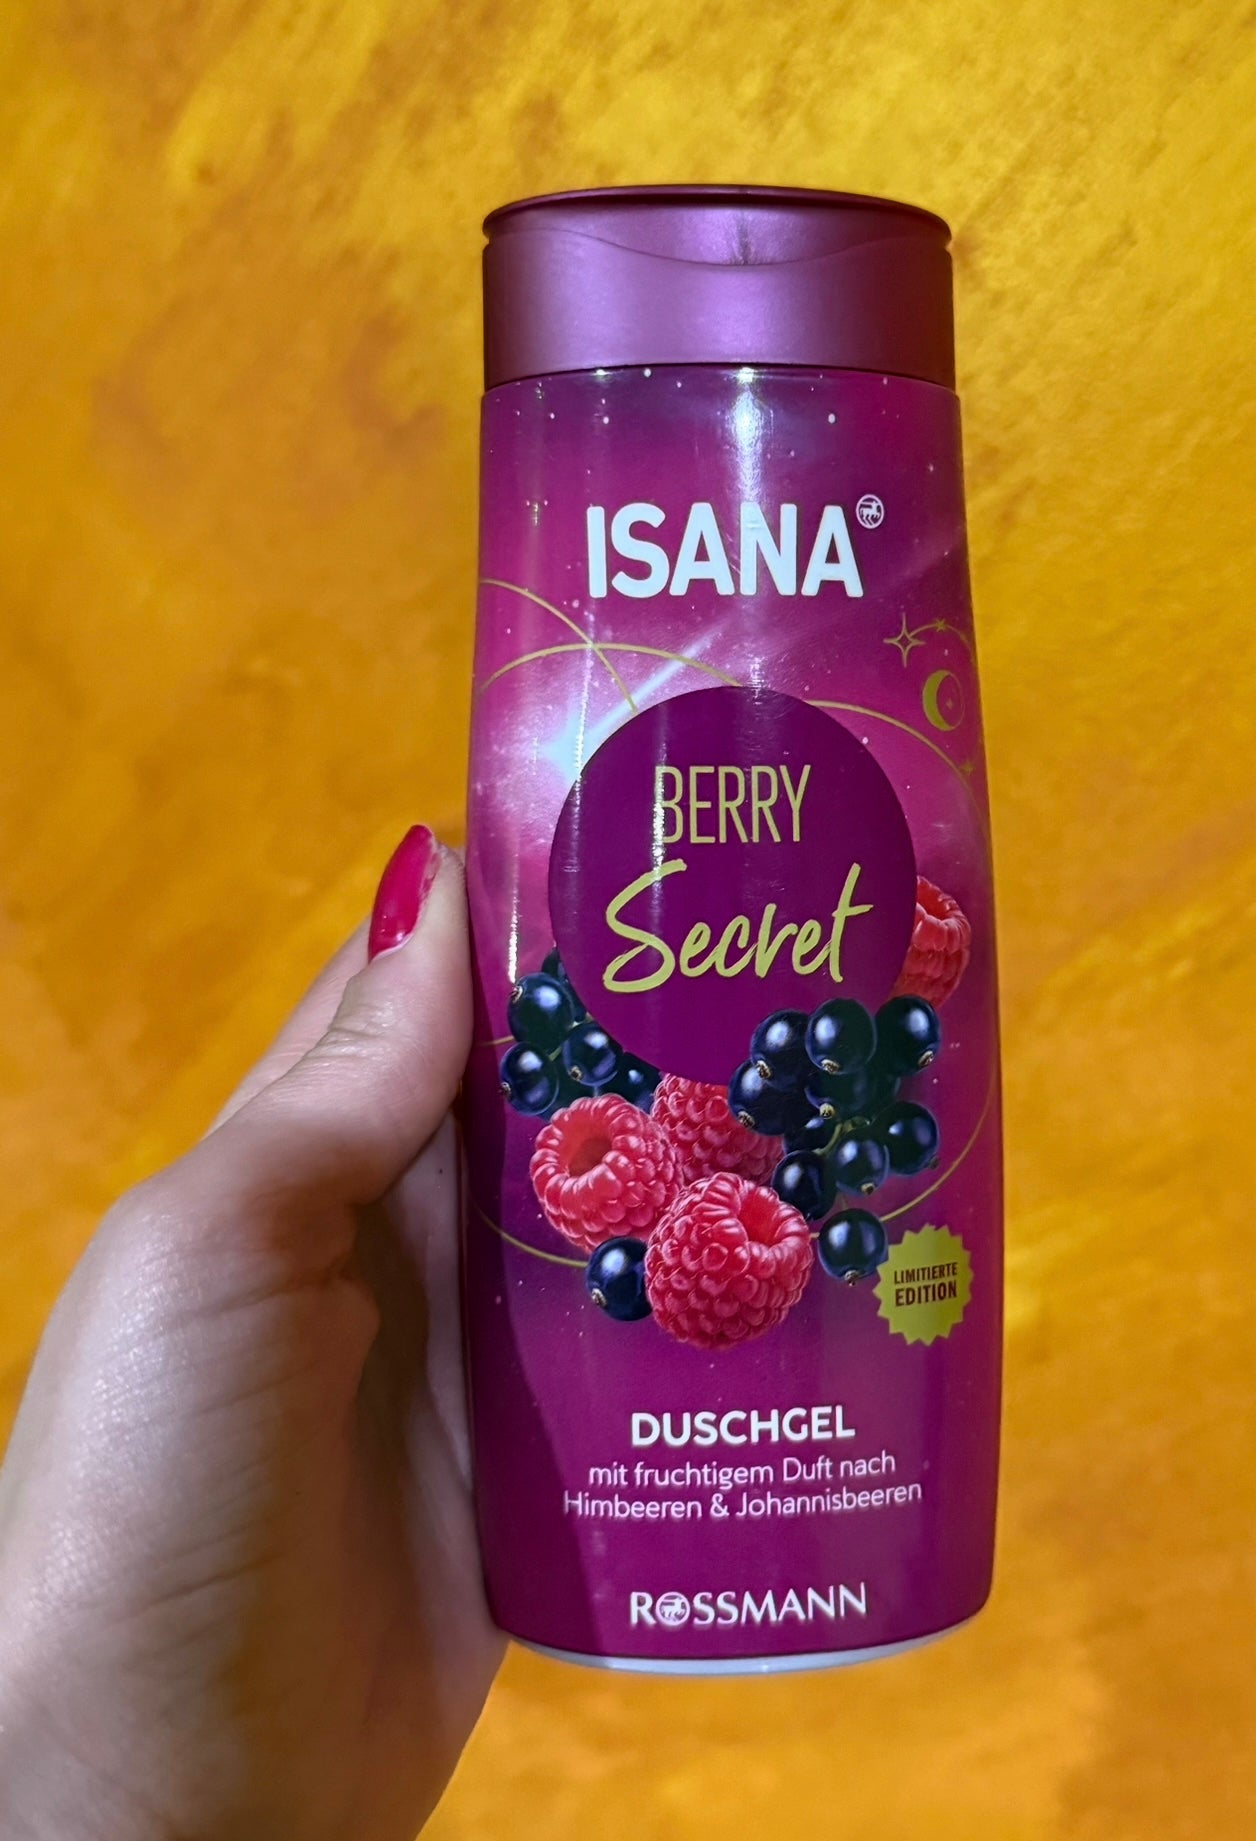 ISANA
BERRY
Secret
LIMITIERTE
EDITION
DUSCHGEL
mit fruchtigem Duft nach
Himbeeren & Johannisbeeren
ROSSMANN